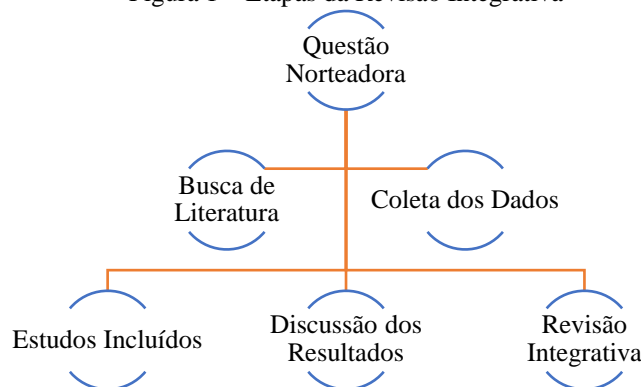 Figura 1 – Etapas da Revisão Integrativa
Questão
Norteadora
Busca de
Literatura
Coleta dos Dados
Estudos Incluídos
Discussão dos
Resultados
Revisão
Integrativa